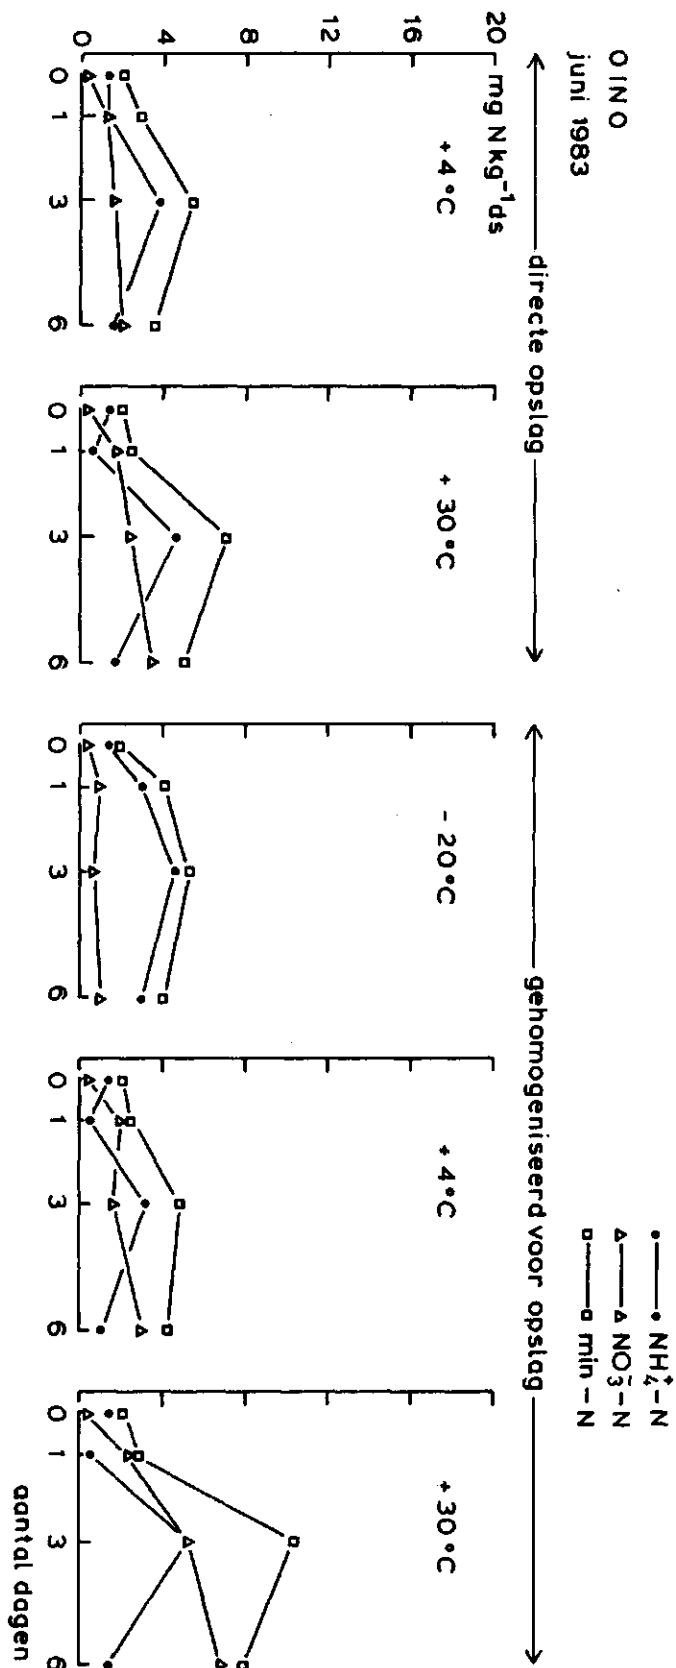 O IN O
juni 1983
● NH₄⁺–N
△ NO₃⁻–N
□ min–N
directe opslag
gehomogeniseerd voor opslag
mg N kg⁻¹ ds
20
16
12
8
4
0
+4°C
+30°C
-20°C
+4°C
+30°C
0 1 3 6
0 1 3 6
0 1 3 6
0 1 3 6
0 1 3 6
aantal dagen